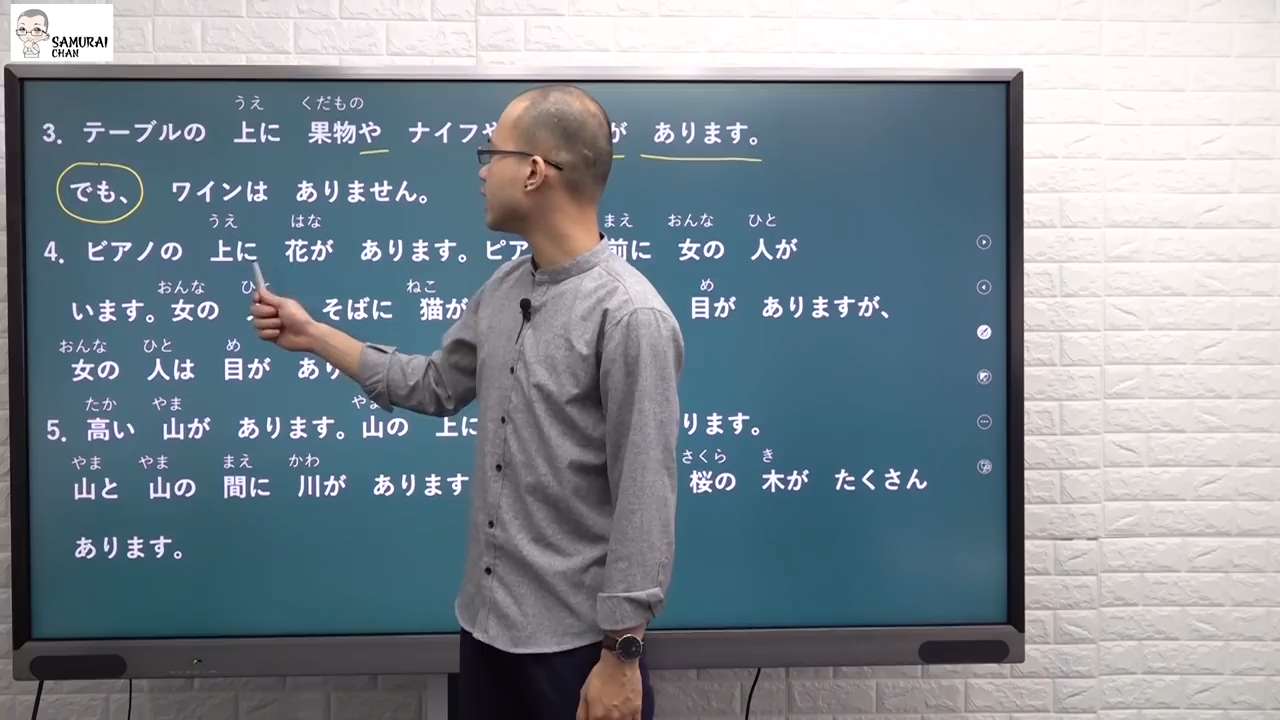 SAMURAI
CHAN
うえ くだもの
3. テーブルの 上に 果物や ナイフ が あります。
でも、 ワインは ありません。
うえ はな まえ おんな ひと
4. ビアノの 上に 花が あります。ピア 前に 女の 人が
おんな ねこ め
います。女の そばに 猫が 目が ありますが、
おんな ひと め
女の 人は 目が あり
たか やま
5. 高い 山が あります。山の 上に ります。
やま やま まえ かわ さくら き
山と 山の 間に 川が あります 桜の 木が たくさん
あります。